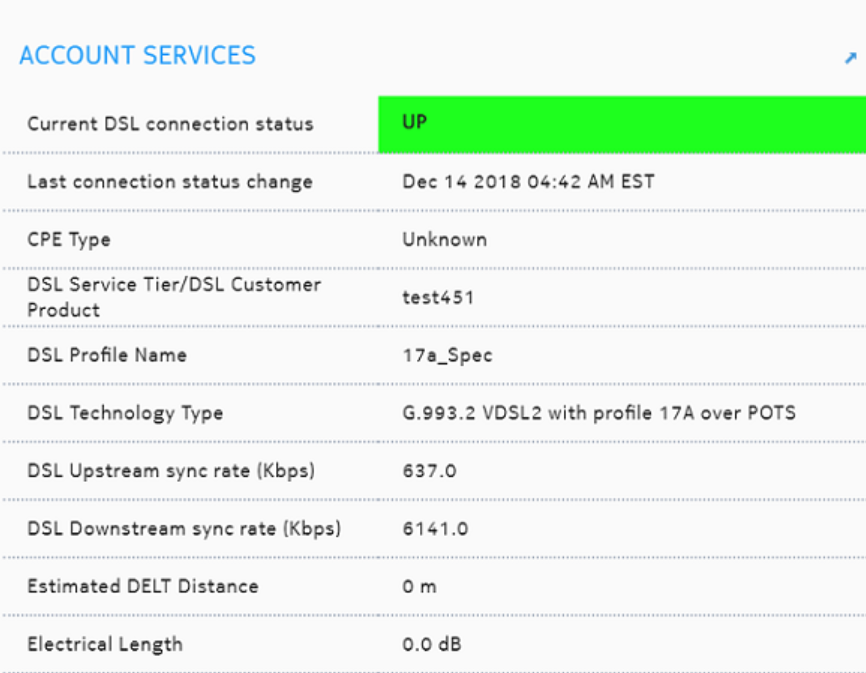 ACCOUNT SERVICES
Current DSL connection status UP
Last connection status change Dec 14 2018 04:42 AM EST
CPE Type Unknown
DSL Service Tier/DSL Customer
Product test451
DSL Profile Name 17a_Spec
DSL Technology Type G.993.2 VDSL2 with profile 17A over POTS
DSL Upstream sync rate (Kbps) 637.0
DSL Downstream sync rate (Kbps) 6141.0
Estimated DELT Distance 0 m
Electrical Length 0.0 dB